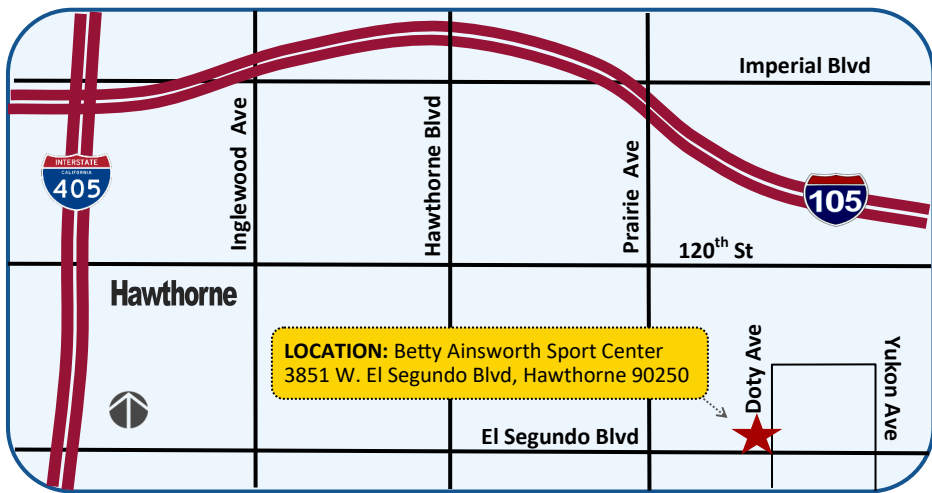 Imperial Blvd
Inglewood Ave
Hawthorne Blvd
Prairie Ave
INTERSTATE
CALIFORNIA
405
105
120th St
Hawthorne
LOCATION: Betty Ainsworth Sport Center
3851 W. El Segundo Blvd, Hawthorne 90250
Doty Ave
Yukon Ave
El Segundo Blvd